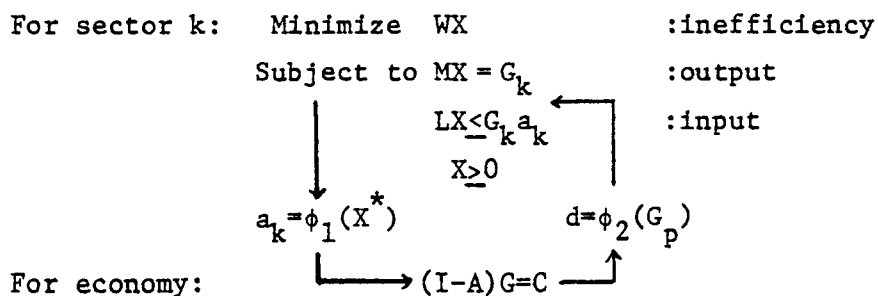 For sector k: Minimize WX :inefficiency
Subject to MX = G_k :output
LX≤G_k a_k :input
X≥0
a_k=ϕ_1(X^*) d=ϕ_2(G_p)
For economy: (I-A)G=C